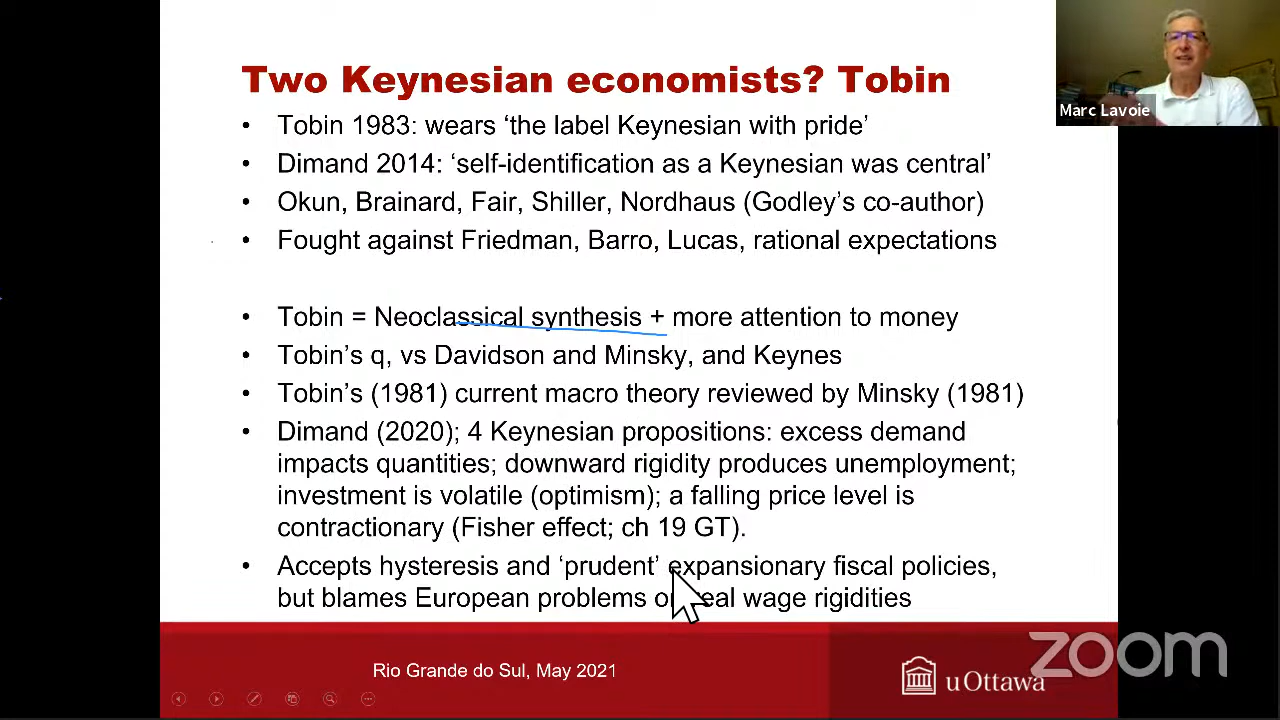 Two Keynesian economists? Tobin
Marc Lavoie
• Tobin 1983: wears ‘the label Keynesian with pride’
• Dimand 2014: ‘self-identification as a Keynesian was central’
• Okun, Brainard, Fair, Shiller, Nordhaus (Godley’s co-author)
• Fought against Friedman, Barro, Lucas, rational expectations
• Tobin = Neoclassical synthesis + more attention to money
• Tobin’s q, vs Davidson and Minsky, and Keynes
• Tobin’s (1981) current macro theory reviewed by Minsky (1981)
• Dimand (2020); 4 Keynesian propositions: excess demand
impacts quantities; downward rigidity produces unemployment;
investment is volatile (optimism); a falling price level is
contractionary (Fisher effect; ch 19 GT).
• Accepts hysteresis and ‘prudent’ expansionary fiscal policies,
but blames European problems wage rigidities
Rio Grande do Sul, May 2021
uOttawa
zoom